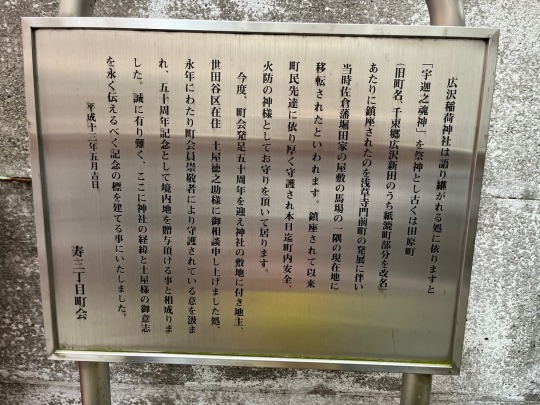 広沢稲荷神社は語り継がれる処に依りますと
「宇迦之魂神」を祭神とし古くは田原町
(旧町名、千束郷広沢新田のうち紙漉町部分を改名)
あたりに鎮座されたのを浅草寺門前町の発展に伴い
当時佐倉藩堀田家の屋敷の馬場の一隅の現在地に
移転されたといわれます。鎮座されて以来
町民先達に依り厚く守護され本日迄町内安全、
火防の神様としてお守りを頂いて居ります。
今度、町会発足五十周年を迎え神社の敷地に付き地主、
世田谷区在住 土屋徳之助様に御相談申し上げました処、
永年にわたり町会員崇敬者により守護されている意を汲ま
れ、五十周年記念として境内地を贈与頂ける事と相成りま
した。誠に有り難く、ここに神社の経緯と土屋様の御意志
を永く伝えるべく記念の標を建てる事にいたしました。
平成十三年五月吉日
寿三丁目町会